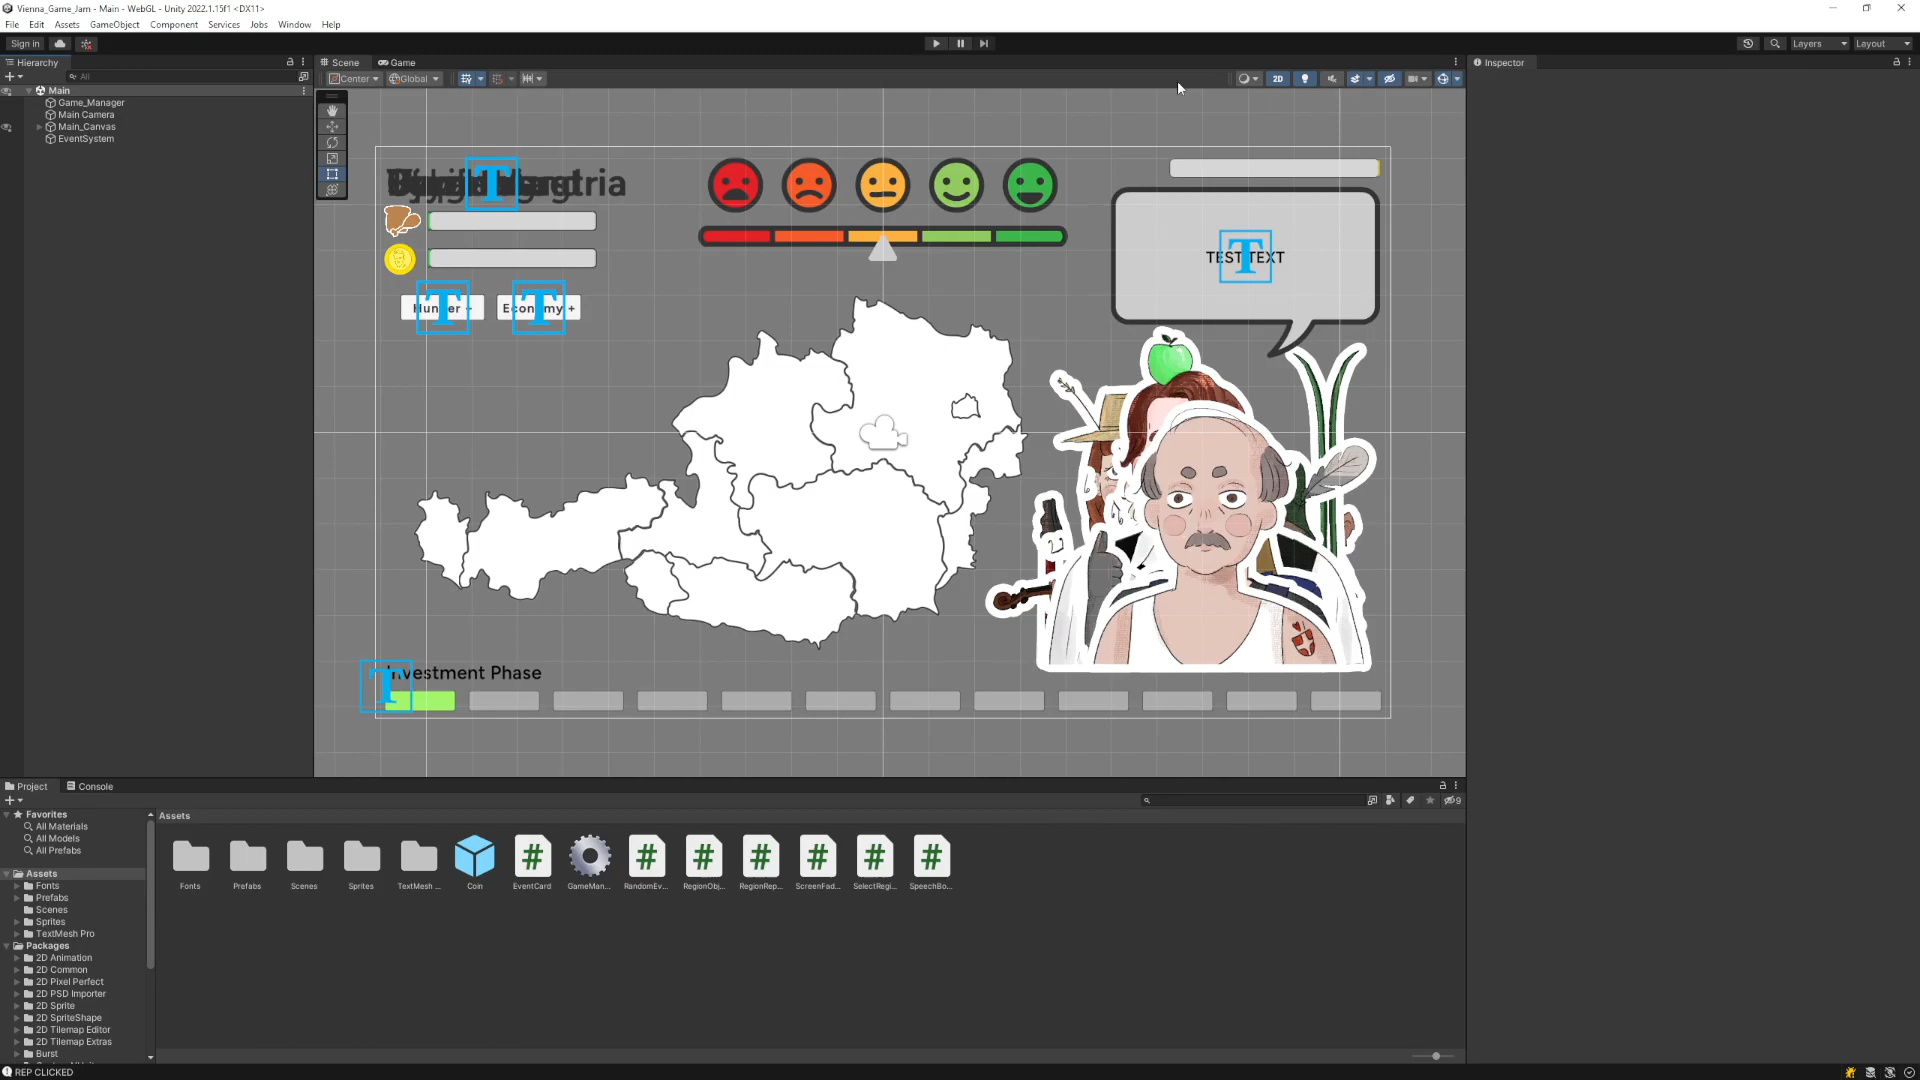 Vienna_Game_Jam - Main - WebGL - Unity 2022.1.15f1 <DX11>
File Edit Assets GameObject Component Services Jobs Window Help
Sign in
Layers
Layout
Hierarchy
Scene
Game
Inspector
All
Center
Global
2D
Main
Game_Manager
Main Camera
Main_Canvas
EventSystem
TEST TEXT
Economy +
Investment Phase
Project
Console
9
Favorites
All Materials
All Models
All Prefabs
Assets
Fonts
Prefabs
Scenes
Sprites
TextMesh Pro
Packages
2D Animation
2D Common
2D Pixel Perfect
2D PSD Importer
2D Sprite
2D SpriteShape
2D Tilemap Editor
2D Tilemap Extras
Burst
Assets
Fonts
Prefabs
Scenes
Sprites
TextMesh ...
Coin
EventCard
GameMan...
RandomEv...
RegionObj...
RegionRep...
ScreenFad...
SelectRegi...
SpeechBo...
REP CLICKED